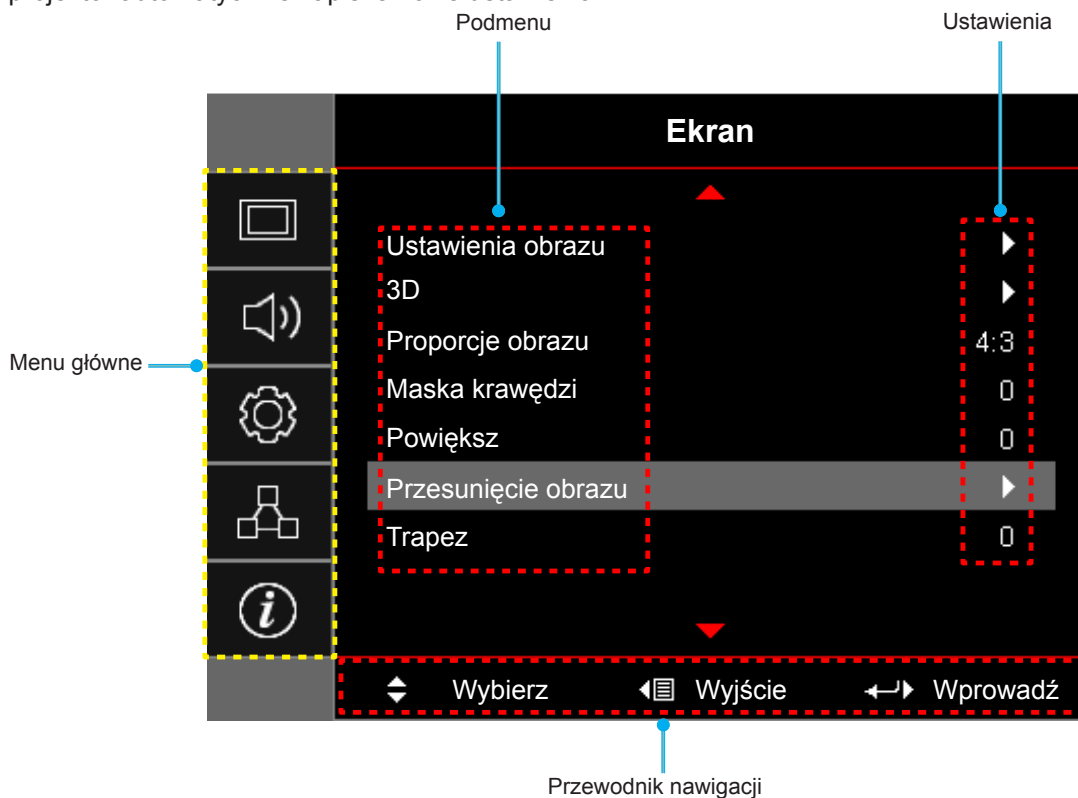 Podmenu
Ustawienia
Ekran
Ustawienia obrazu
3D
Proporcje obrazu 4:3
Maska krawędzi 0
Powiększ 0
Przesunięcie obrazu
Trapez 0
Menu główne
Wybierz Wyjście Wprowadź
Przewodnik nawigacji